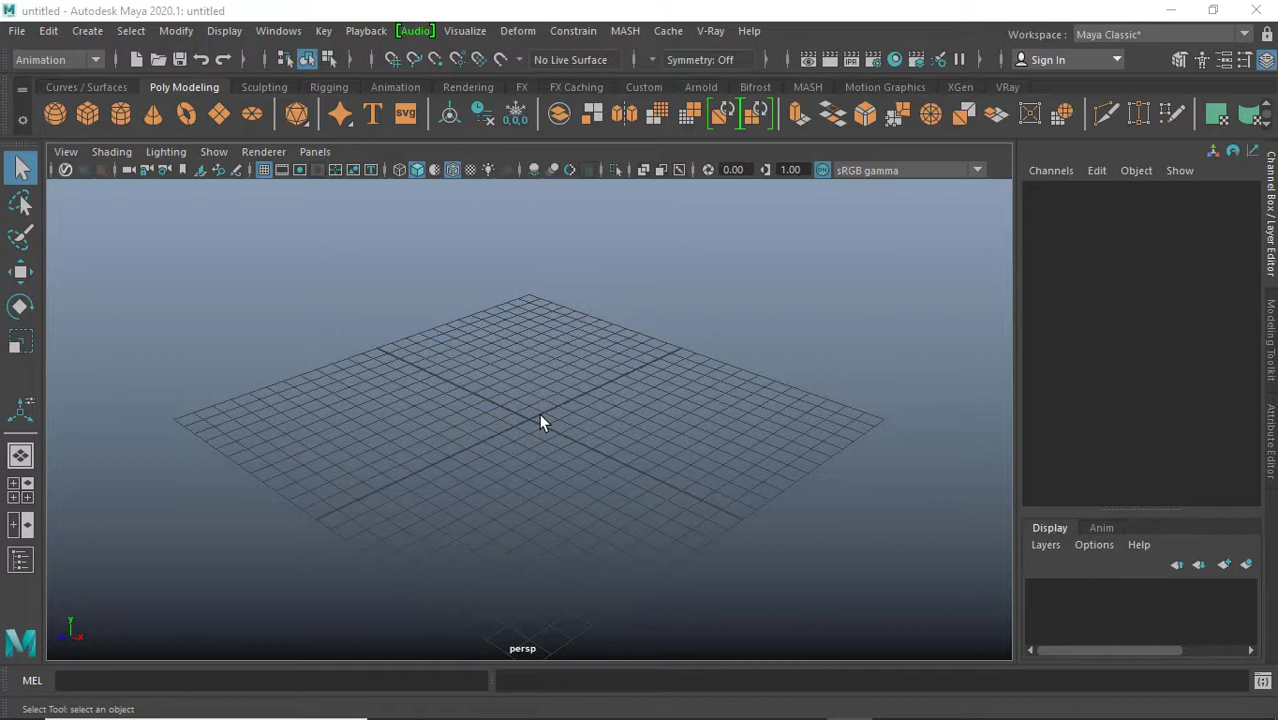 untitled - Autodesk Maya 2020.1: untitled
File Edit Create Select Modify Display Windows Key Playback [Audio] Visualize Deform Constrain MASH Cache V-Ray Help
Workspace : Maya Classic*
Animation No Live Surface Symmetry: Off Sign In
Curves / Surfaces Poly Modeling Sculpting Rigging Animation Rendering FX FX Caching Custom Arnold Bifrost MASH Motion Graphics XGen VRay
T SVG 0,0,0
View Shading Lighting Show Renderer Panels
0.00 1.00 sRGB gamma
Channels Edit Object Show
Channel Box / Layer Editor
Modeling Toolkit
Attribute Editor
Display Anim
Layers Options Help
y
x
persp
MEL
Select Tool: select an object